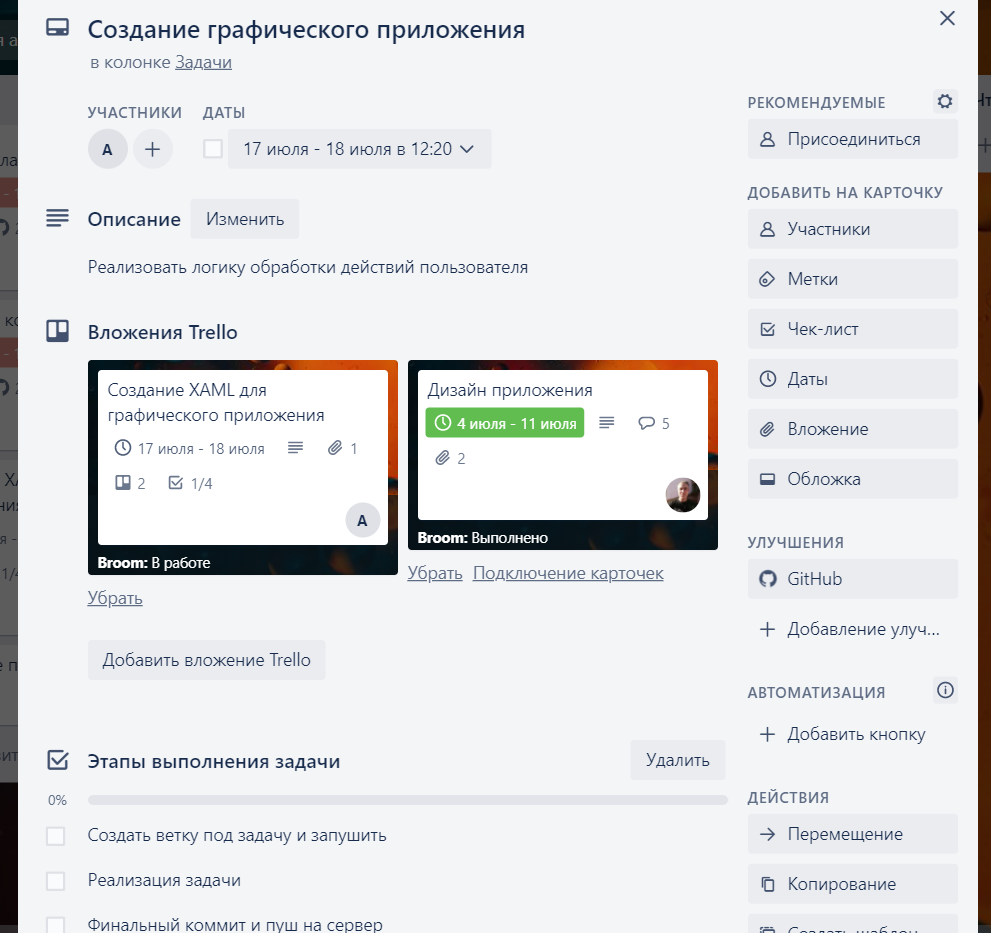 Создание графического приложения
в колонке Задачи
УЧАСТНИКИ
ДАТЫ
А
17 июля - 18 июля в 12:20
Описание
Изменить
Реализовать логику обработки действий пользователя
Вложения Trello
Создание XAML для
графического приложения
17 июля - 18 июля
1
2
1/4
А
Broom: В работе
Убрать
Дизайн приложения
4 июля - 11 июля
5
2
Broom: Выполнено
Убрать
Подключение карточек
Добавить вложение Trello
Этапы выполнения задачи
Удалить
0%
Создать ветку под задачу и запушить
Реализация задачи
Финальный коммит и пуш на сервер
РЕКОМЕНДУЕМЫЕ
Присоединиться
ДОБАВИТЬ НА КАРТОЧКУ
Участники
Метки
Чек-лист
Даты
Вложение
Обложка
УЛУЧШЕНИЯ
GitHub
Добавление улуч...
АВТОМАТИЗАЦИЯ
Добавить кнопку
ДЕЙСТВИЯ
Перемещение
Копирование
Создать шаблон